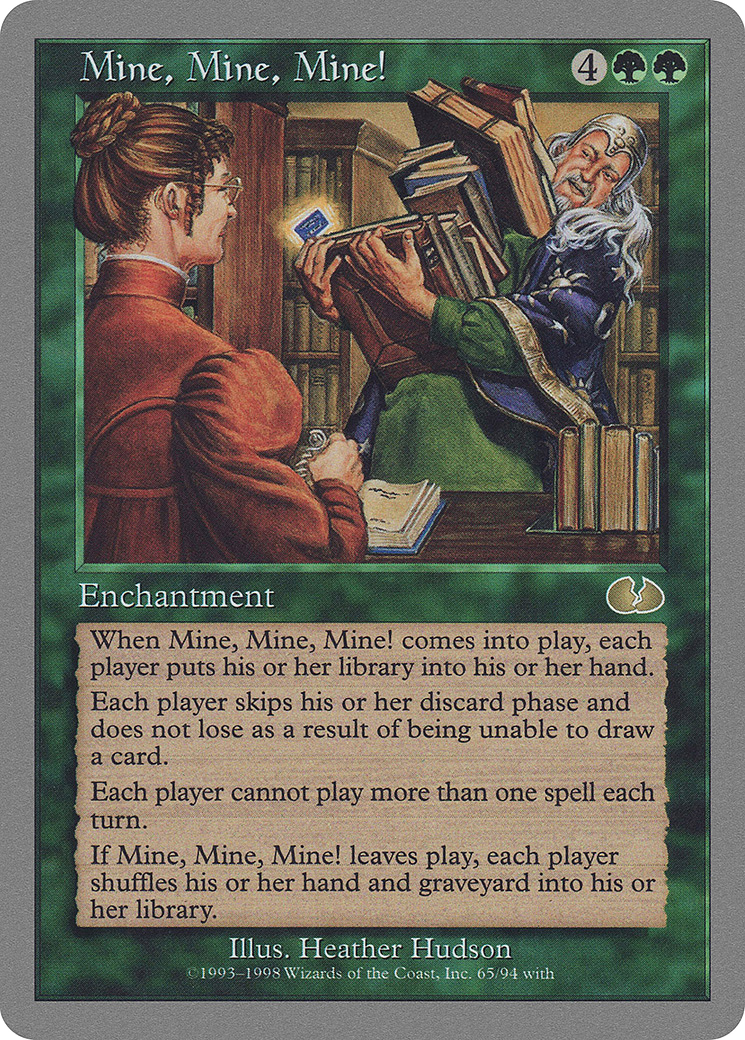 Mine, Mine, Mine!
4
Enchantment
When Mine, Mine, Mine! comes into play, each
player puts his or her library into his or her hand.
Each player skips his or her discard phase and
does not lose as a result of being unable to draw
a card.
Each player cannot play more than one spell each
turn.
If Mine, Mine, Mine! leaves play, each player
shuffles his or her hand and graveyard into his or
her library.
Illus. Heather Hudson
©1993–1998 Wizards of the Coast, Inc. 65/94 with